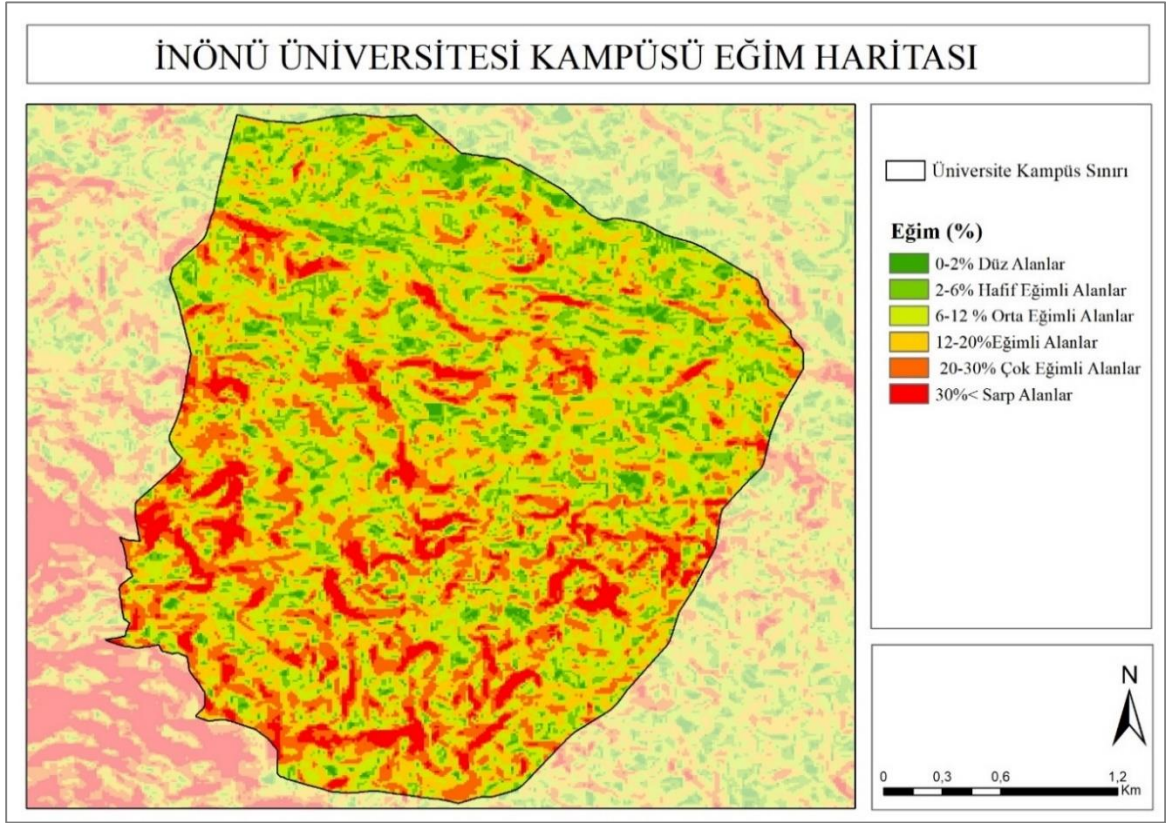 İNÖNÜ ÜNİVERSİTESİ KAMPÜSÜ EĞİM HARİTASI
Üniversite Kampüs Sınırı
Eğim (%)
0-2% Düz Alanlar
2-6% Hafif Eğimli Alanlar
6-12 % Orta Eğimli Alanlar
12-20%Eğimli Alanlar
20-30% Çok Eğimli Alanlar
30%< Sarp Alanlar
N
0 0,3 0,6 1,2
Km